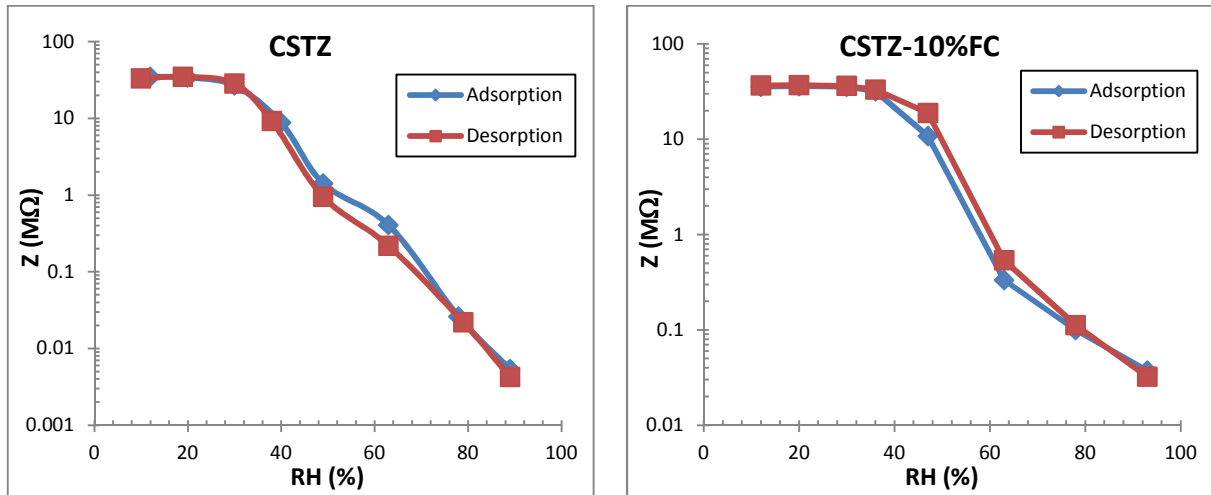 CSTZ
100
10
1
0.1
0.01
0.001
Z (MΩ)
Adsorption
Desorption
0 20 40 60 80 100
RH (%)
CSTZ-10%FC
100
10
1
0.1
0.01
Z (MΩ)
Adsorption
Desorption
0 20 40 60 80 100
RH (%)